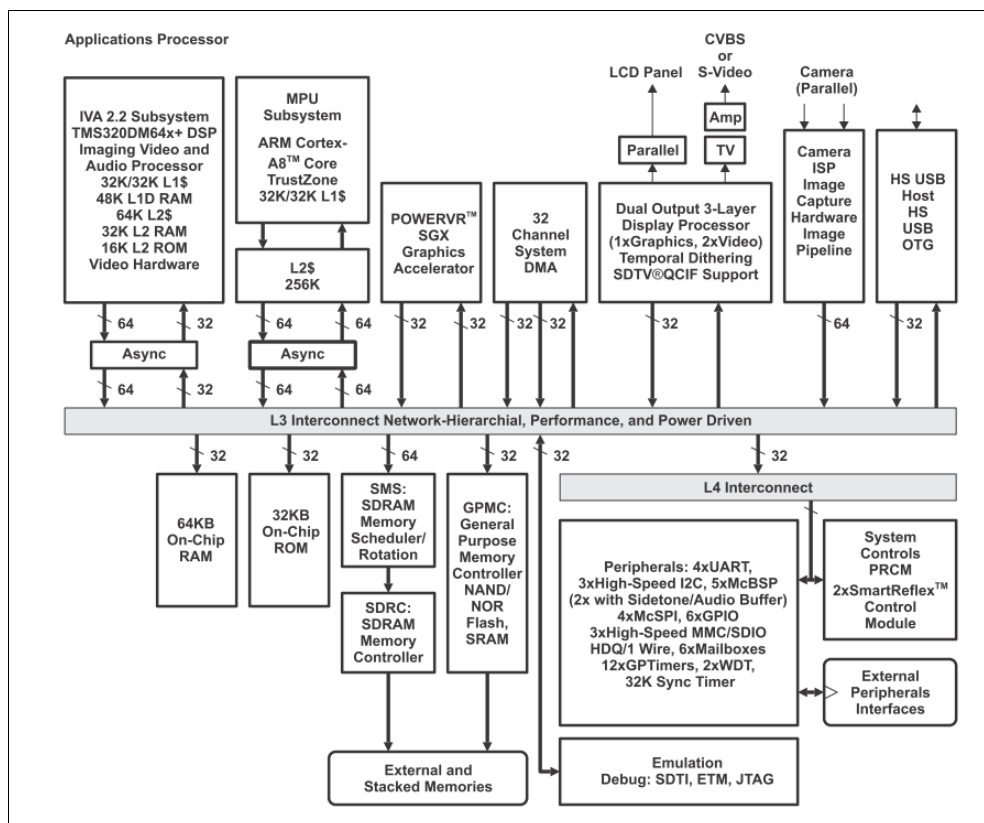 Applications Processor
IVA 2.2 Subsystem
TMS320DM64x+ DSP
Imaging Video and
Audio Processor
32K/32K L1$
48K L1D RAM
64K L2$
32K L2 RAM
16K L2 ROM
Video Hardware
MPU
Subsystem
ARM Cortex-
A8™ Core
TrustZone
32K/32K L1$
L2$
256K
POWERVR™
SGX
Graphics
Accelerator
32
Channel
System
DMA
LCD Panel
CVBS
or
S-Video
Amp
Parallel
TV
Dual Output 3-Layer
Display Processor
(1xGraphics, 2xVideo)
Temporal Dithering
SDTV®QCIF Support
Camera
(Parallel)
Camera
ISP
Image
Capture
Hardware
Image
Pipeline
HS USB
Host
HS
USB
OTG
64
32
64
64
32
32
32
32
32
32
64
32
Async
Async
64
32
64
64
L3 Interconnect Network-Hierarchial, Performance, and Power Driven
32
32
64
32
32
32
64KB
On-Chip
RAM
32KB
On-Chip
ROM
SMS:
SDRAM
Memory
Scheduler/
Rotation
SDRC:
SDRAM
Memory
Controller
GPMC:
General
Purpose
Memory
Controller
NAND/
NOR
Flash,
SRAM
External and
Stacked Memories
L4 Interconnect
Peripherals: 4xUART,
3xHigh-Speed I2C, 5xMcBSP
(2x with Sidetone/Audio Buffer)
4xMcSPI, 6xGPIO
3xHigh-Speed MMC/SDIO
HDQ/1 Wire, 6xMailboxes
12xGPTimers, 2xWDT,
32K Sync Timer
System
Controls
PRCM
2xSmartReflex™
Control
Module
External
Peripherals
Interfaces
Emulation
Debug: SDTI, ETM, JTAG